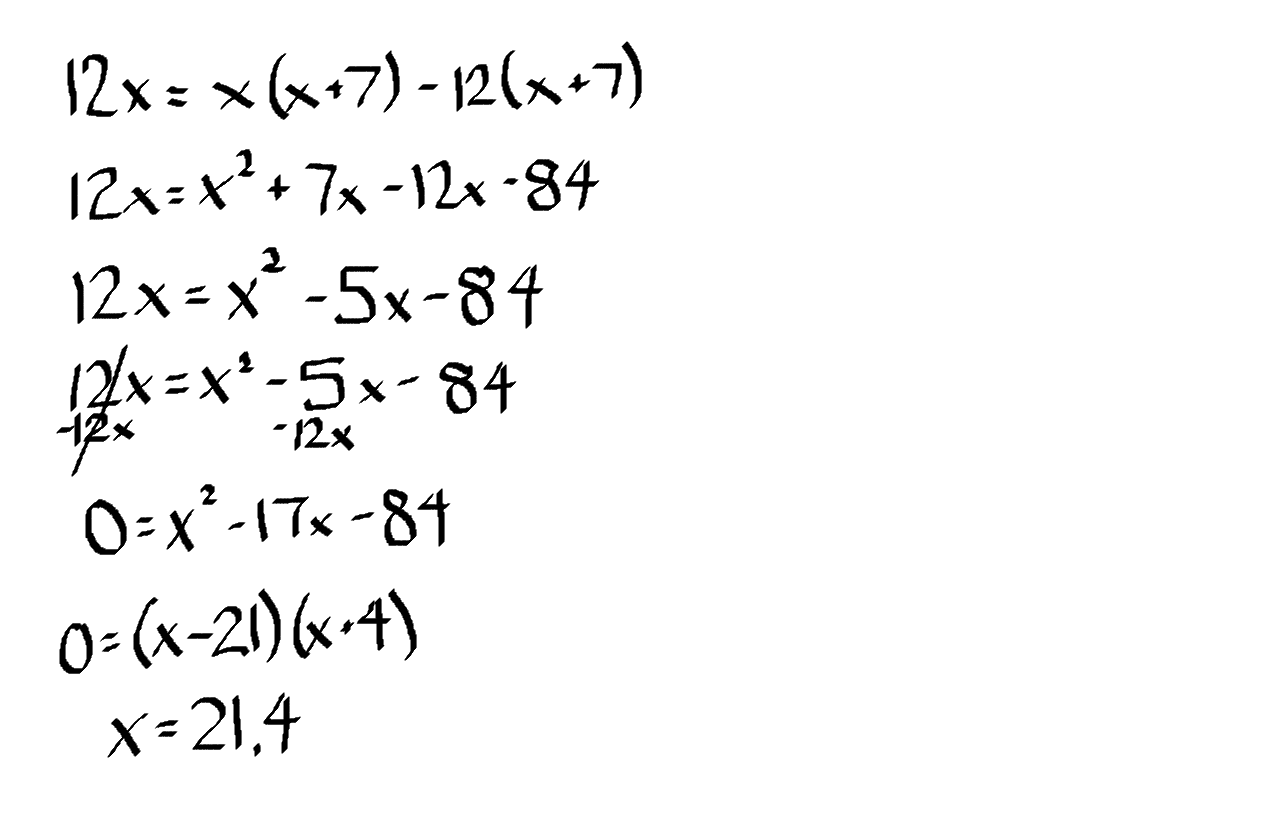 12x = x(x+7) - 12(x+7)
12x = x² + 7x - 12x - 84
12x = x² - 5x - 84
12x = x² - 5x - 84
-12x -12x
0 = x² - 17x - 84
0 = (x-21)(x+4)
x = 21,4